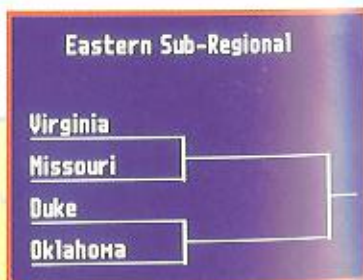 Eastern Sub-Regional
Virginia
Missouri
Duke
Oklahoma